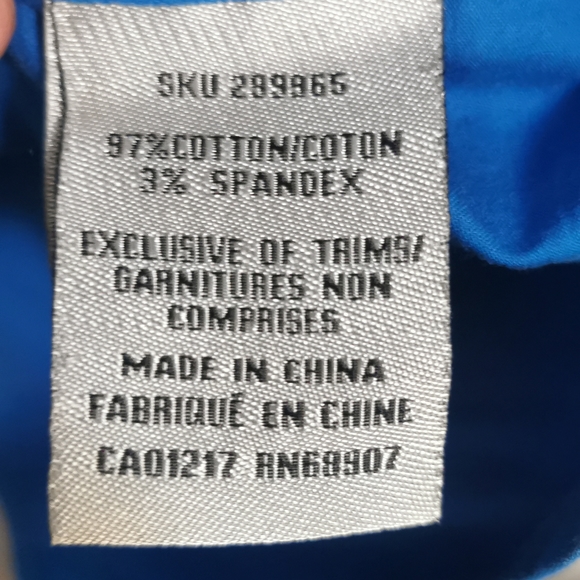 SKU 299965
97%COTTON/COTON
3% SPANDEX
EXCLUSIVE OF TRIMS/
GARNITURES NON
COMPRISES
MADE IN CHINA
FABRIQUÉ EN CHINE
CA01217 RN68907